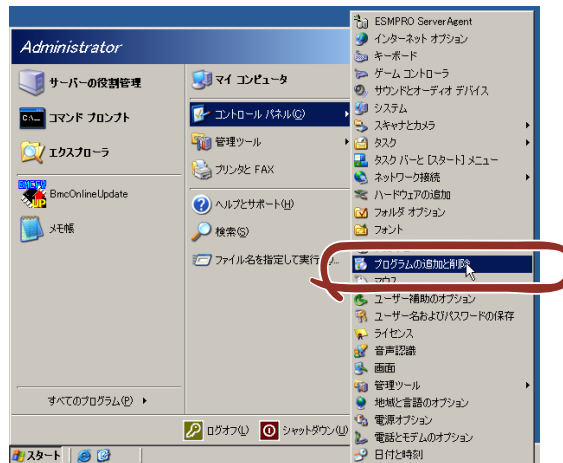 Administrator
サーバーの役割管理
コマンド プロンプト
エクスプローラ
BmcOnlineUpdate
メモ帳
すべてのプログラム(P)
マイ コンピュータ
コントロール パネル(C)
管理ツール
プリンタと FAX
ヘルプとサポート(H)
検索(S)
ファイル名を指定して実行
ログオフ(L)
シャットダウン(U)
スタート
ESMPRO ServerAgent
インターネット オプション
キーボード
ゲーム コントローラ
サウンドとオーディオ デバイス
システム
スキャナとカメラ
タスク
タスク バーと [スタート] メニュー
ネットワーク接続
ハードウェアの追加
フォルダ オプション
フォント
プログラムの追加と削除
マウス
ユーザー補助のオプション
ユーザー名およびパスワードの保存
ライセンス
音声認識
画面
管理ツール
地域と言語のオプション
電源オプション
電話とモデムのオプション
日付と時刻